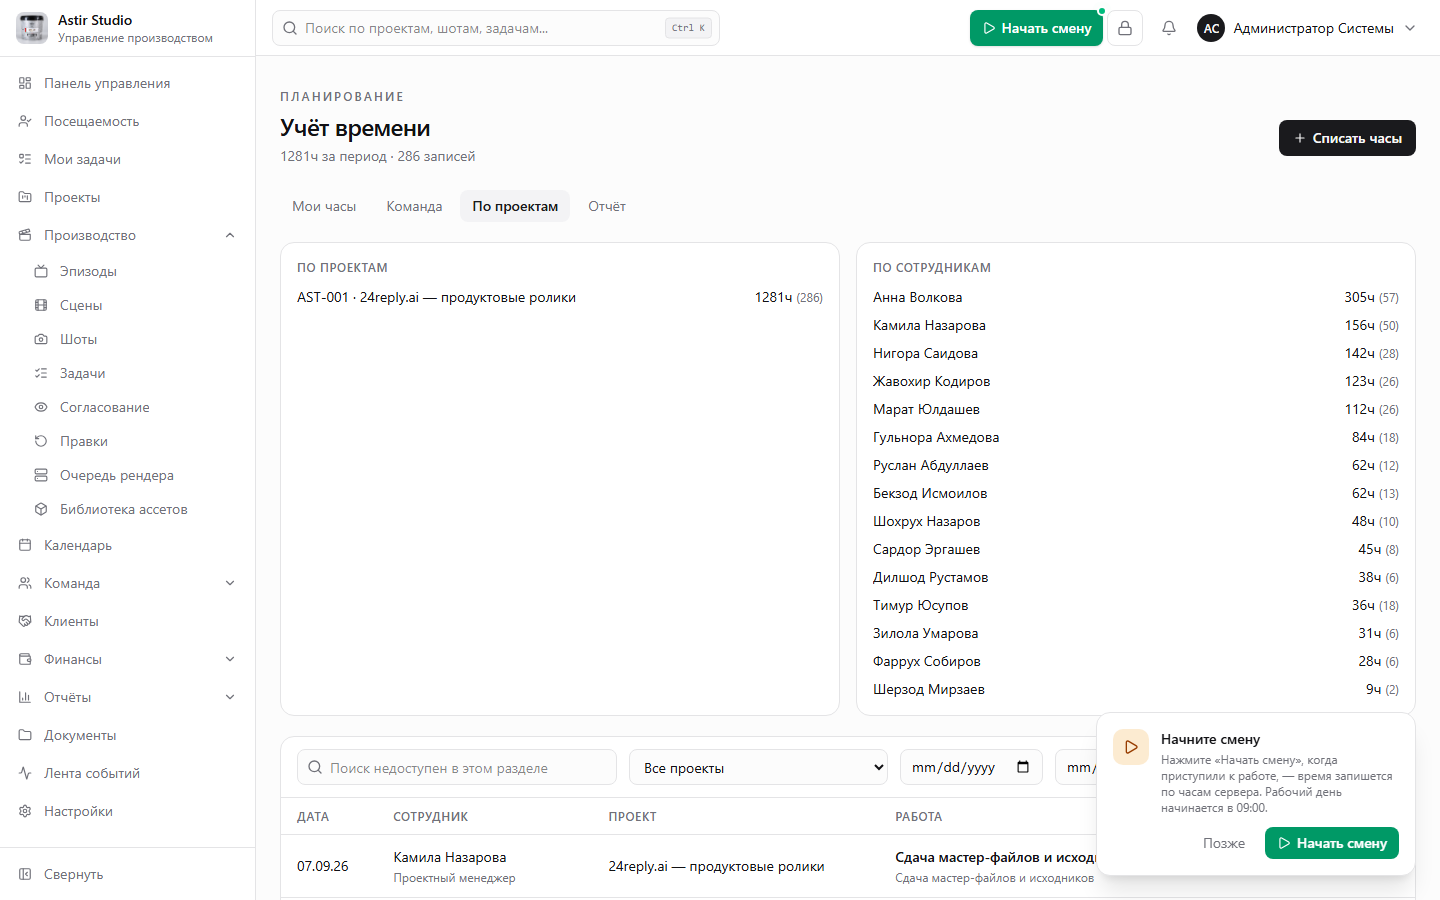 Astir Studio
Управление производством
Поиск по проектам, шотам, задачам...
Ctrl K
Начать смену
АС
Администратор Системы
Панель управления
Посещаемость
Мои задачи
Проекты
Производство
Эпизоды
Сцены
Шоты
Задачи
Согласование
Правки
Очередь рендера
Библиотека ассетов
Календарь
Команда
Клиенты
Финансы
Отчёты
Документы
Лента событий
Настройки
Свернуть
ПЛАНИРОВАНИЕ
Учёт времени
1281ч за период · 286 записей
Списать часы
Мои часы
Команда
По проектам
Отчёт
ПО ПРОЕКТАМ
AST-001 · 24reply.ai — продуктовые ролики 1281ч (286)
ПО СОТРУДНИКАМ
Анна Волкова 305ч (57)
Камила Назарова 156ч (50)
Нигора Саидова 142ч (28)
Жавохир Кодиров 123ч (26)
Марат Юлдашев 112ч (26)
Гульнора Ахмедова 84ч (18)
Руслан Абдуллаев 62ч (12)
Бекзод Исмоилов 62ч (13)
Шохрух Назаров 48ч (10)
Сардор Эргашев 45ч (8)
Дилшод Рустамов 38ч (6)
Тимур Юсупов 36ч (18)
Зилола Умарова 31ч (6)
Фаррух Собиров 28ч (6)
Шерзод Мирзаев 9ч (2)
Поиск недоступен в этом разделе
Все проекты
mm/dd/yyyy
mm/
ДАТА СОТРУДНИК ПРОЕКТ РАБОТА
07.09.26
Камила Назарова
Проектный менеджер
24reply.ai — продуктовые ролики
Сдача мастер-файлов и исход
Сдача мастер-файлов и исходников
Начните смену
Нажмите «Начать смену», когда
приступили к работе, — время запишется
по часам сервера. Рабочий день
начинается в 09:00.
Позже
Начать смену